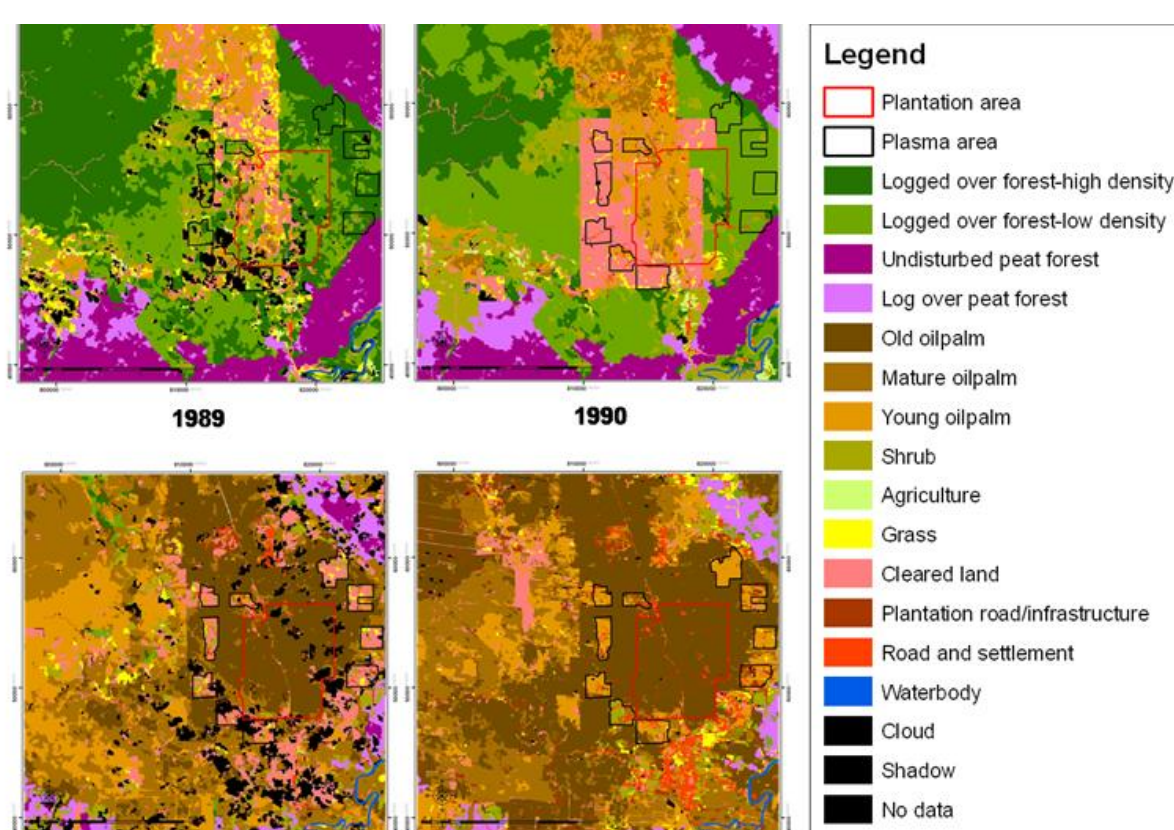 1989
1990
Legend
Plantation area
Plasma area
Logged over forest-high density
Logged over forest-low density
Undisturbed peat forest
Log over peat forest
Old oilpalm
Mature oilpalm
Young oilpalm
Shrub
Agriculture
Grass
Cleared land
Plantation road/infrastructure
Road and settlement
Waterbody
Cloud
Shadow
No data